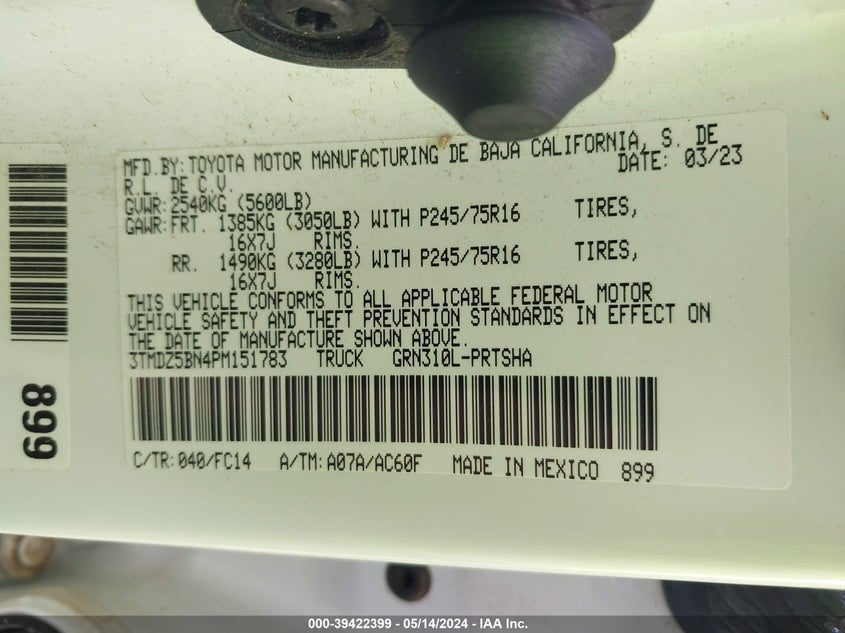 MFD.BY:TOYOTA MOTOR MANUFACTURING DE BAJA CALIFORNIA, S. DE
R.L. DE C.V. DATE: 03/23
GVWR:2540KG (5600LB)
GAWR:FRT. 1385KG (3050LB) WITH P245/75R16 TIRES,
16X7J RIMS.
RR. 1490KG (3280LB) WITH P245/75R16 TIRES,
16X7J RIMS.
THIS VEHICLE CONFORMS TO ALL APPLICABLE FEDERAL MOTOR
VEHICLE SAFETY AND THEFT PREVENTION STANDARDS IN EFFECT ON
THE DATE OF MANUFACTURE SHOWN ABOVE.
3TMDZ5BN4PM151783 TRUCK GRN310L-PRTSHA
C/TR:040/FC14 A/TM:A07A/AC60F MADE IN MEXICO 899
899
000-39422399 - 05/14/2024 - IAA Inc.